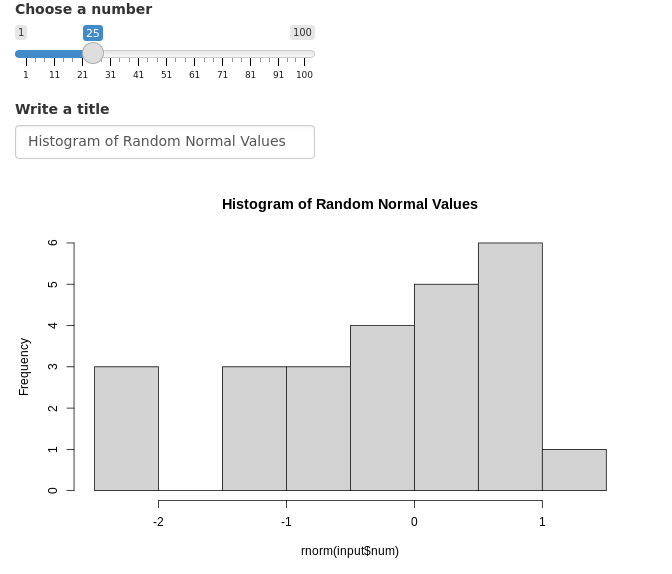 Choose a number
1 25 100
1 11 21 31 41 51 61 71 81 91 100
Write a title
Histogram of Random Normal Values
Histogram of Random Normal Values
6
5
4
3
2
1
0
Frequency
-2 -1 0 1
rnorm(input$num)